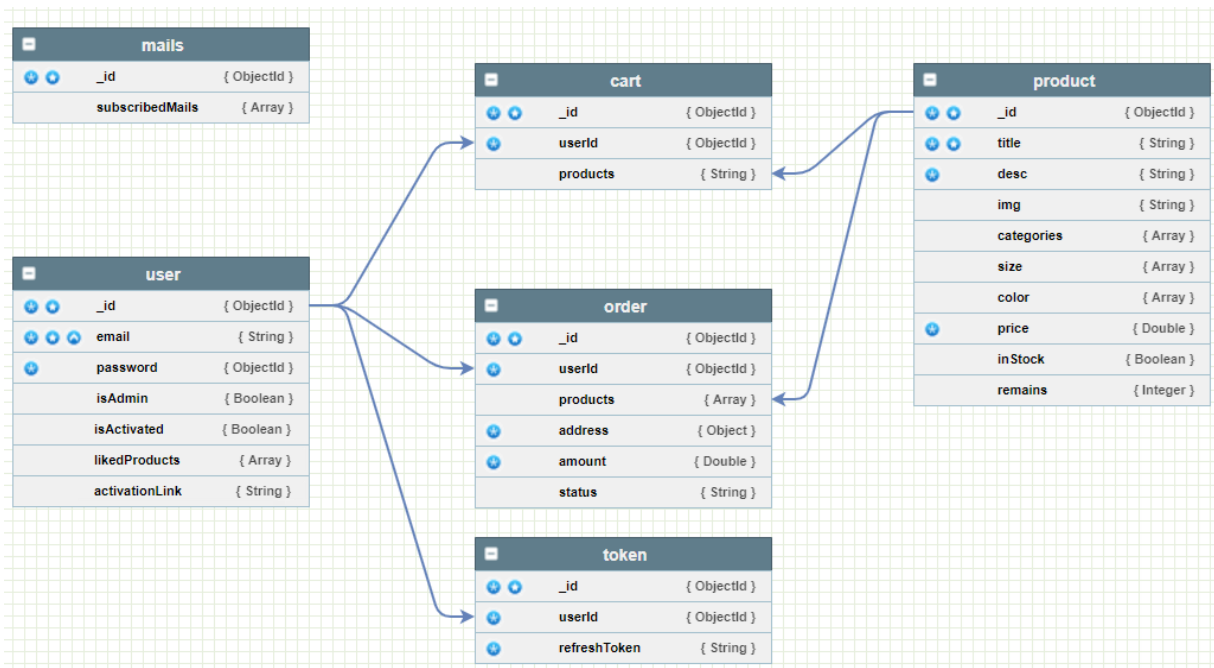 mails
_id { ObjectId }
subscribedMails { Array }
user
_id { ObjectId }
email { String }
password { ObjectId }
isAdmin { Boolean }
isActivated { Boolean }
likedProducts { Array }
activationLink { String }
cart
_id { ObjectId }
userId { ObjectId }
products { String }
order
_id { ObjectId }
userId { ObjectId }
products { Array }
address { Object }
amount { Double }
status { String }
token
_id { ObjectId }
userId { ObjectId }
refreshToken { String }
product
_id { ObjectId }
title { String }
desc { String }
img { String }
categories { Array }
size { Array }
color { Array }
price { Double }
inStock { Boolean }
remains { Integer }